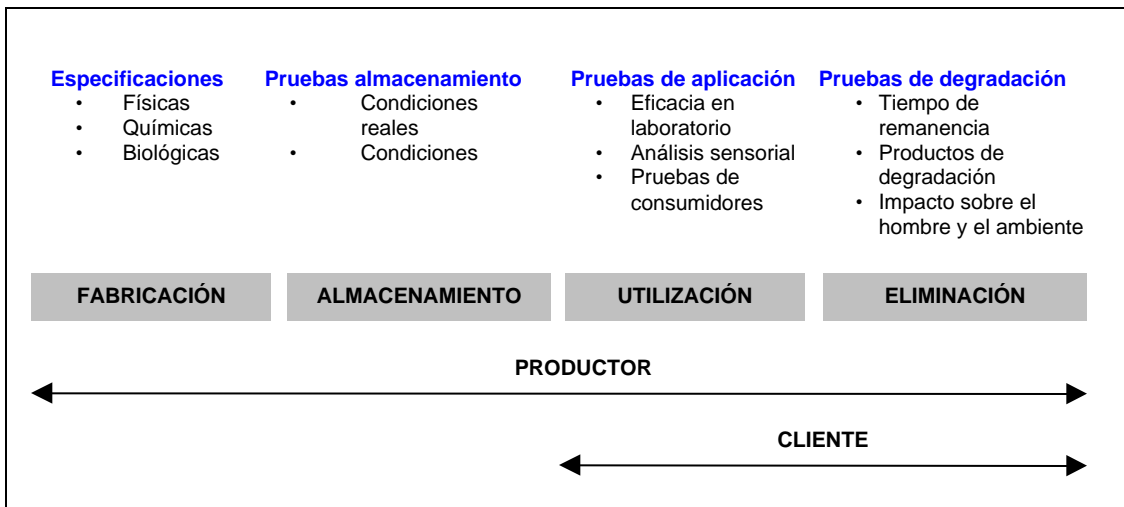 Especificaciones
• Físicas
• Químicas
• Biológicas
Pruebas almacenamiento
• Condiciones
reales
• Condiciones
Pruebas de aplicación
• Eficacia en
laboratorio
• Análisis sensorial
• Pruebas de
consumidores
Pruebas de degradación
• Tiempo de
remanencia
• Productos de
degradación
• Impacto sobre el
hombre y el ambiente
FABRICACIÓN
ALMACENAMIENTO
UTILIZACIÓN
ELIMINACIÓN
PRODUCTOR
CLIENTE